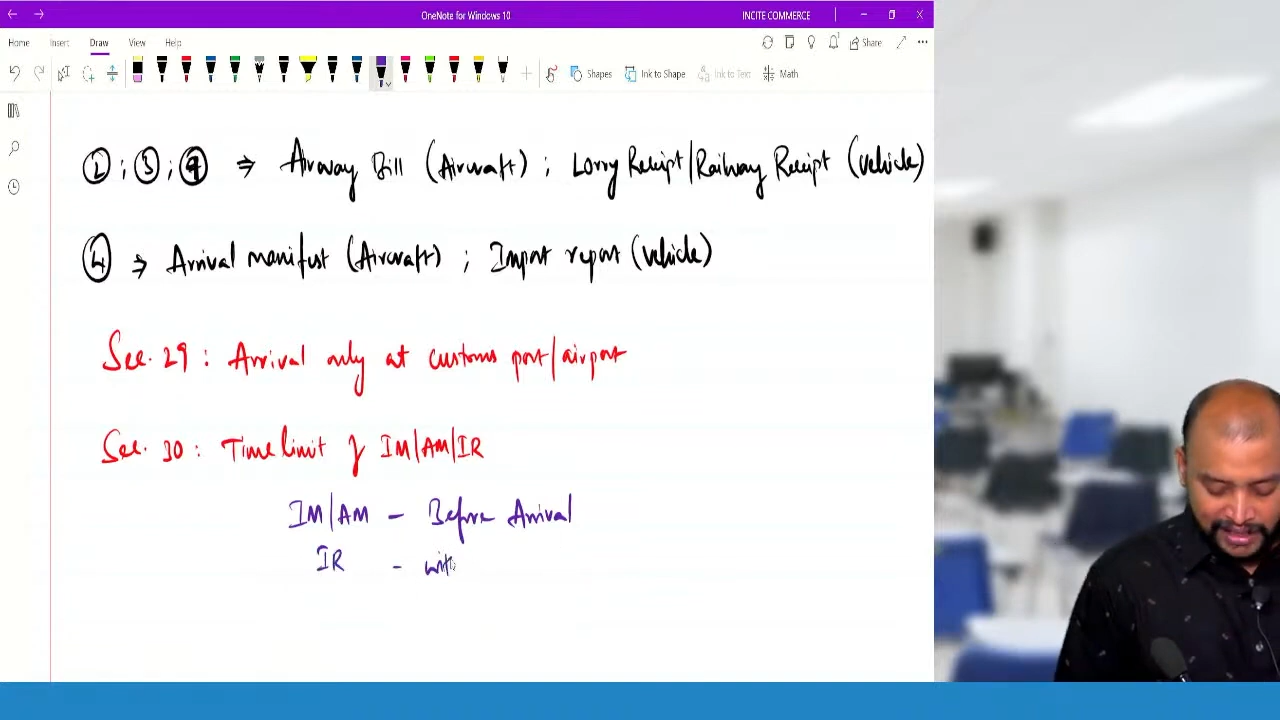 OneNote for Windows 10
INCITE COMMERCE
Home Insert Draw View Help
Share
Shapes Ink to Shape Ink to Text Math
2 ; 3 ; 9 ⇒ Airway Bill (Aircraft) ; Lorry Receipt/Railway Receipt (vehicle)
4 ⇒ Arrival manifest (Aircraft) ; Import report (vehicle)
Sec. 29 : Arrival only at customs port/airport
Sec. 30 : Time limit of IM/AM/IR
IM/AM - Before Arrival
IR - with